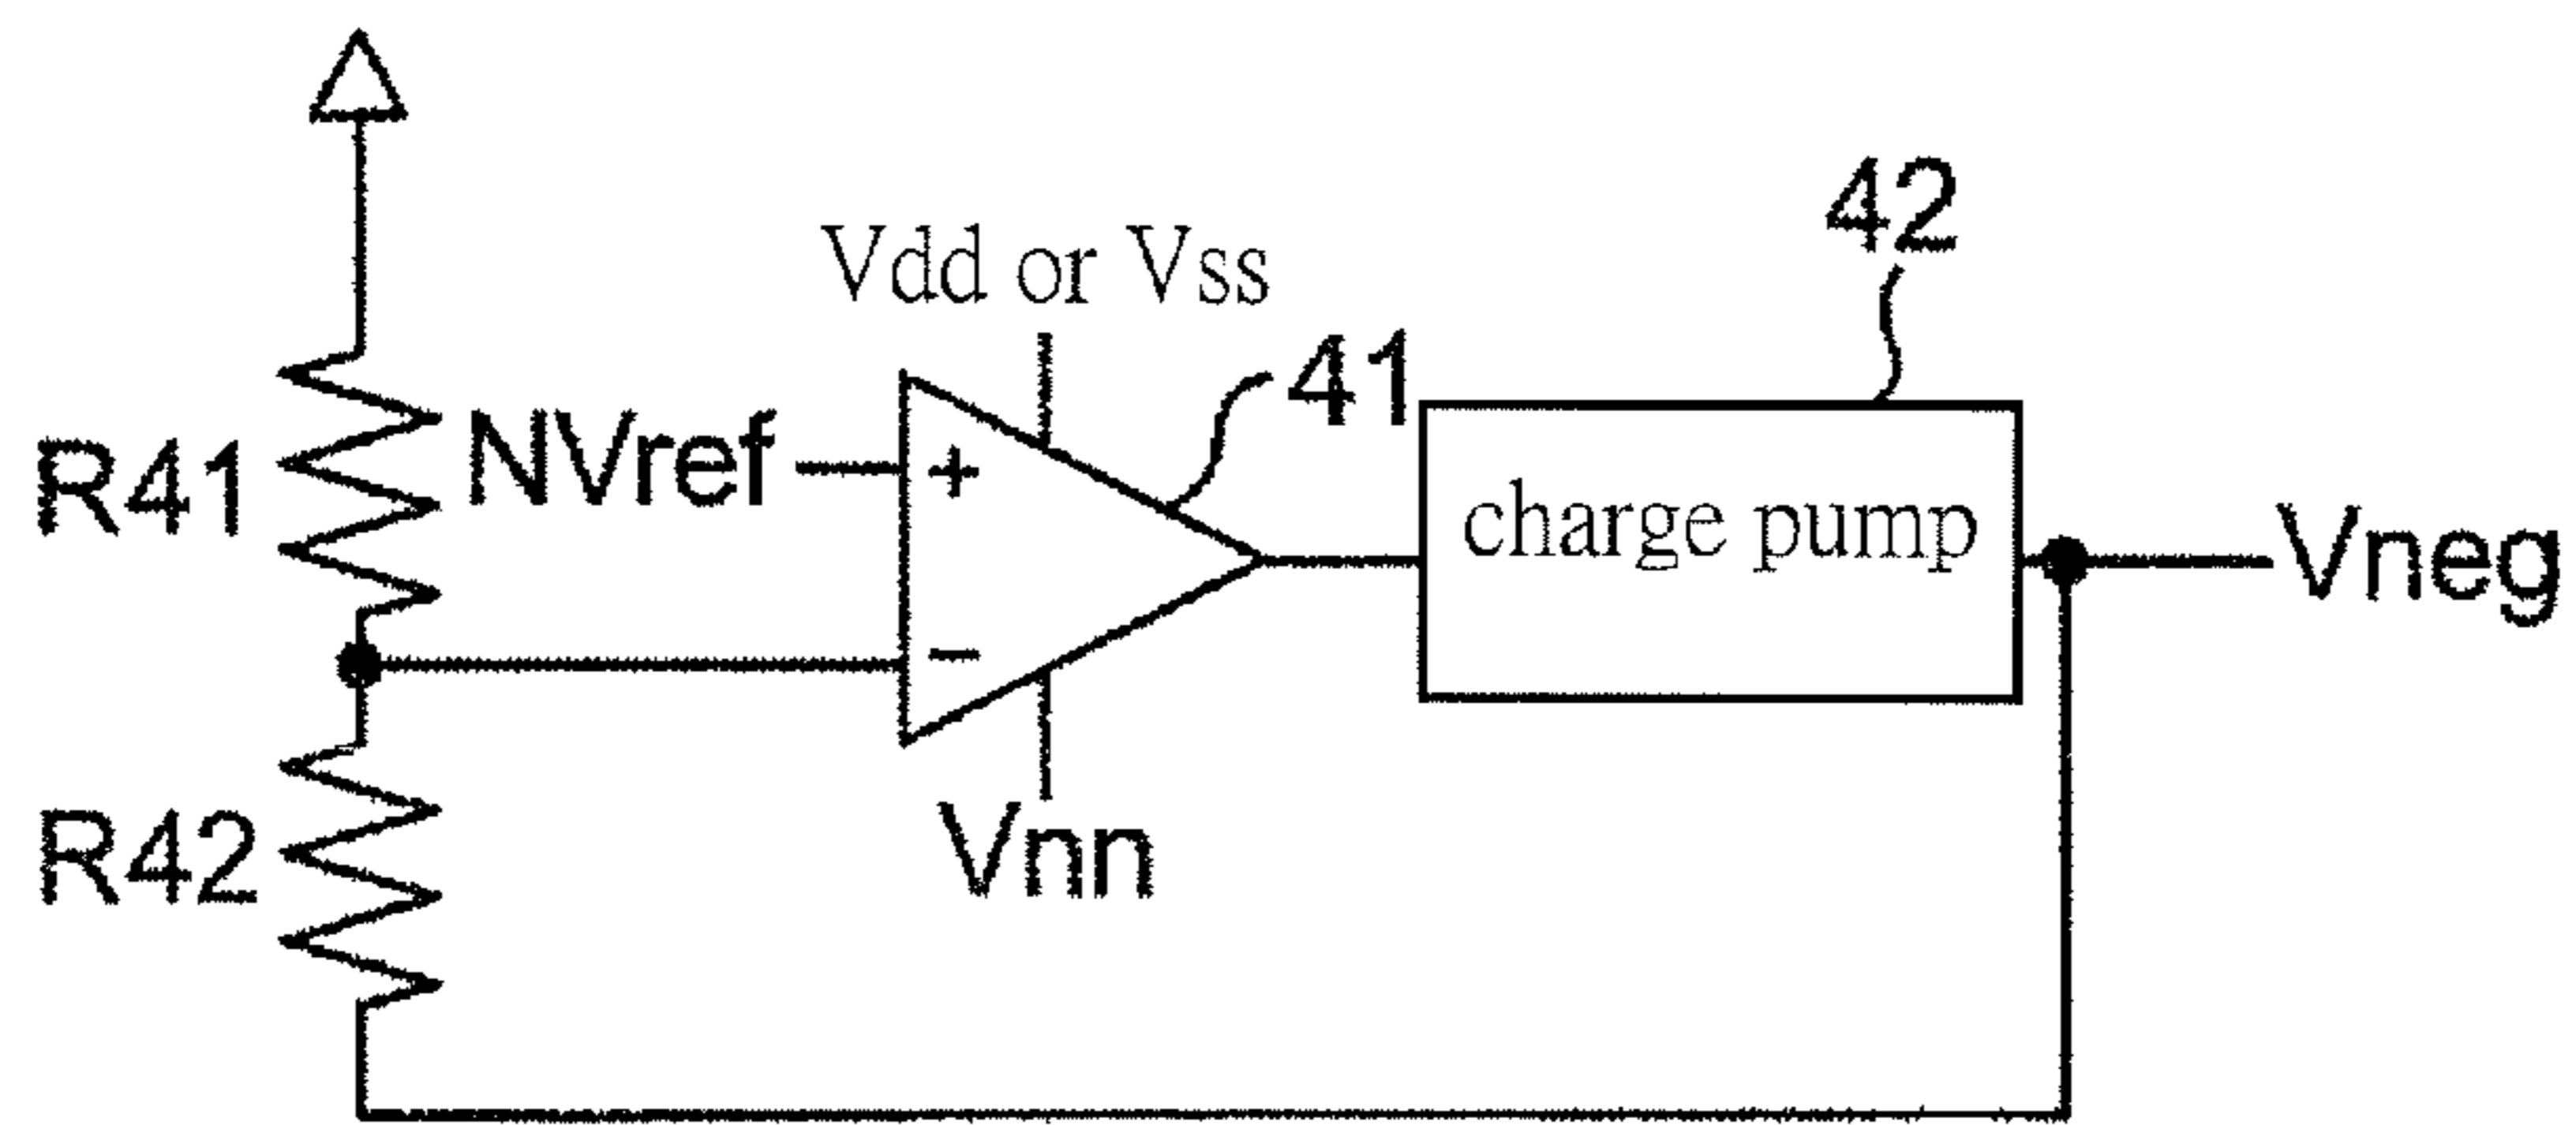 42
Vdd or Vss
41
NVref
+
R41
charge pump
Vneg
−
Vnn
R42